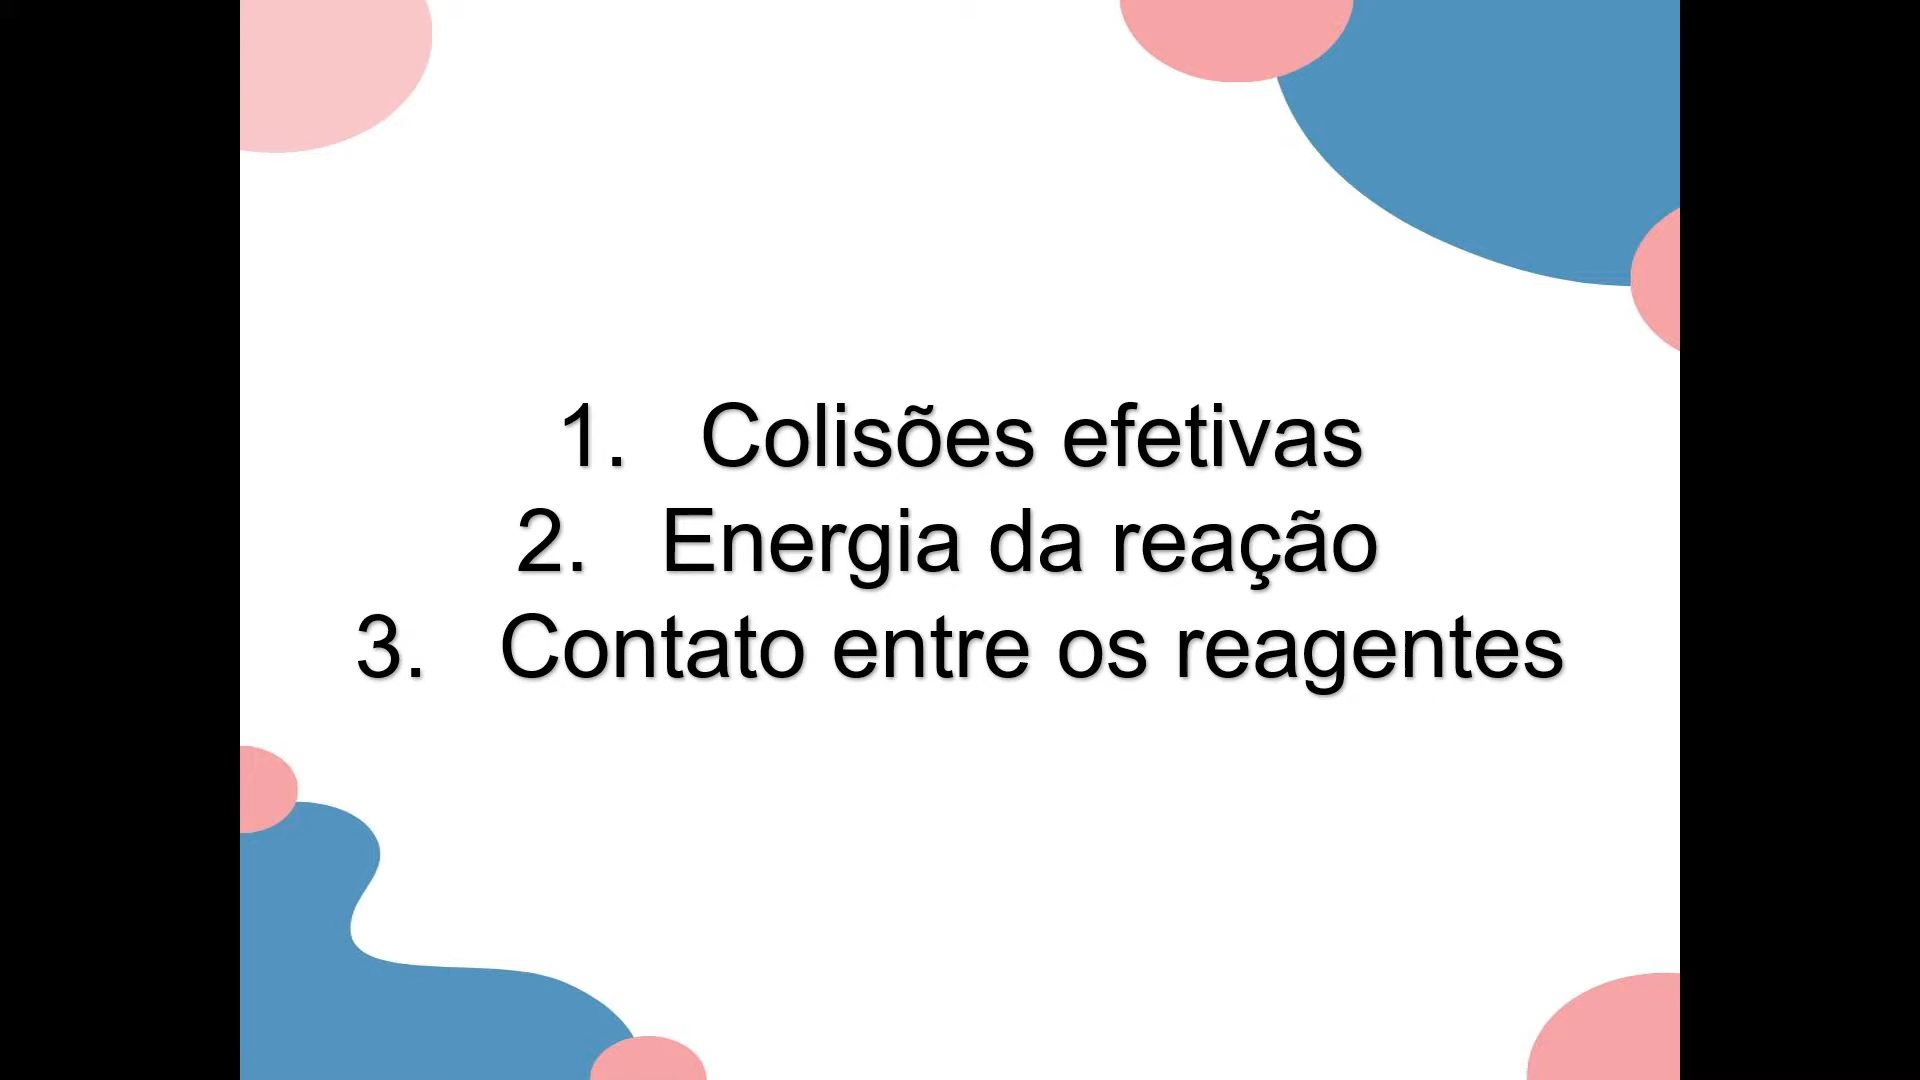 1. Colisões efetivas
2. Energia da reação
3. Contato entre os reagentes